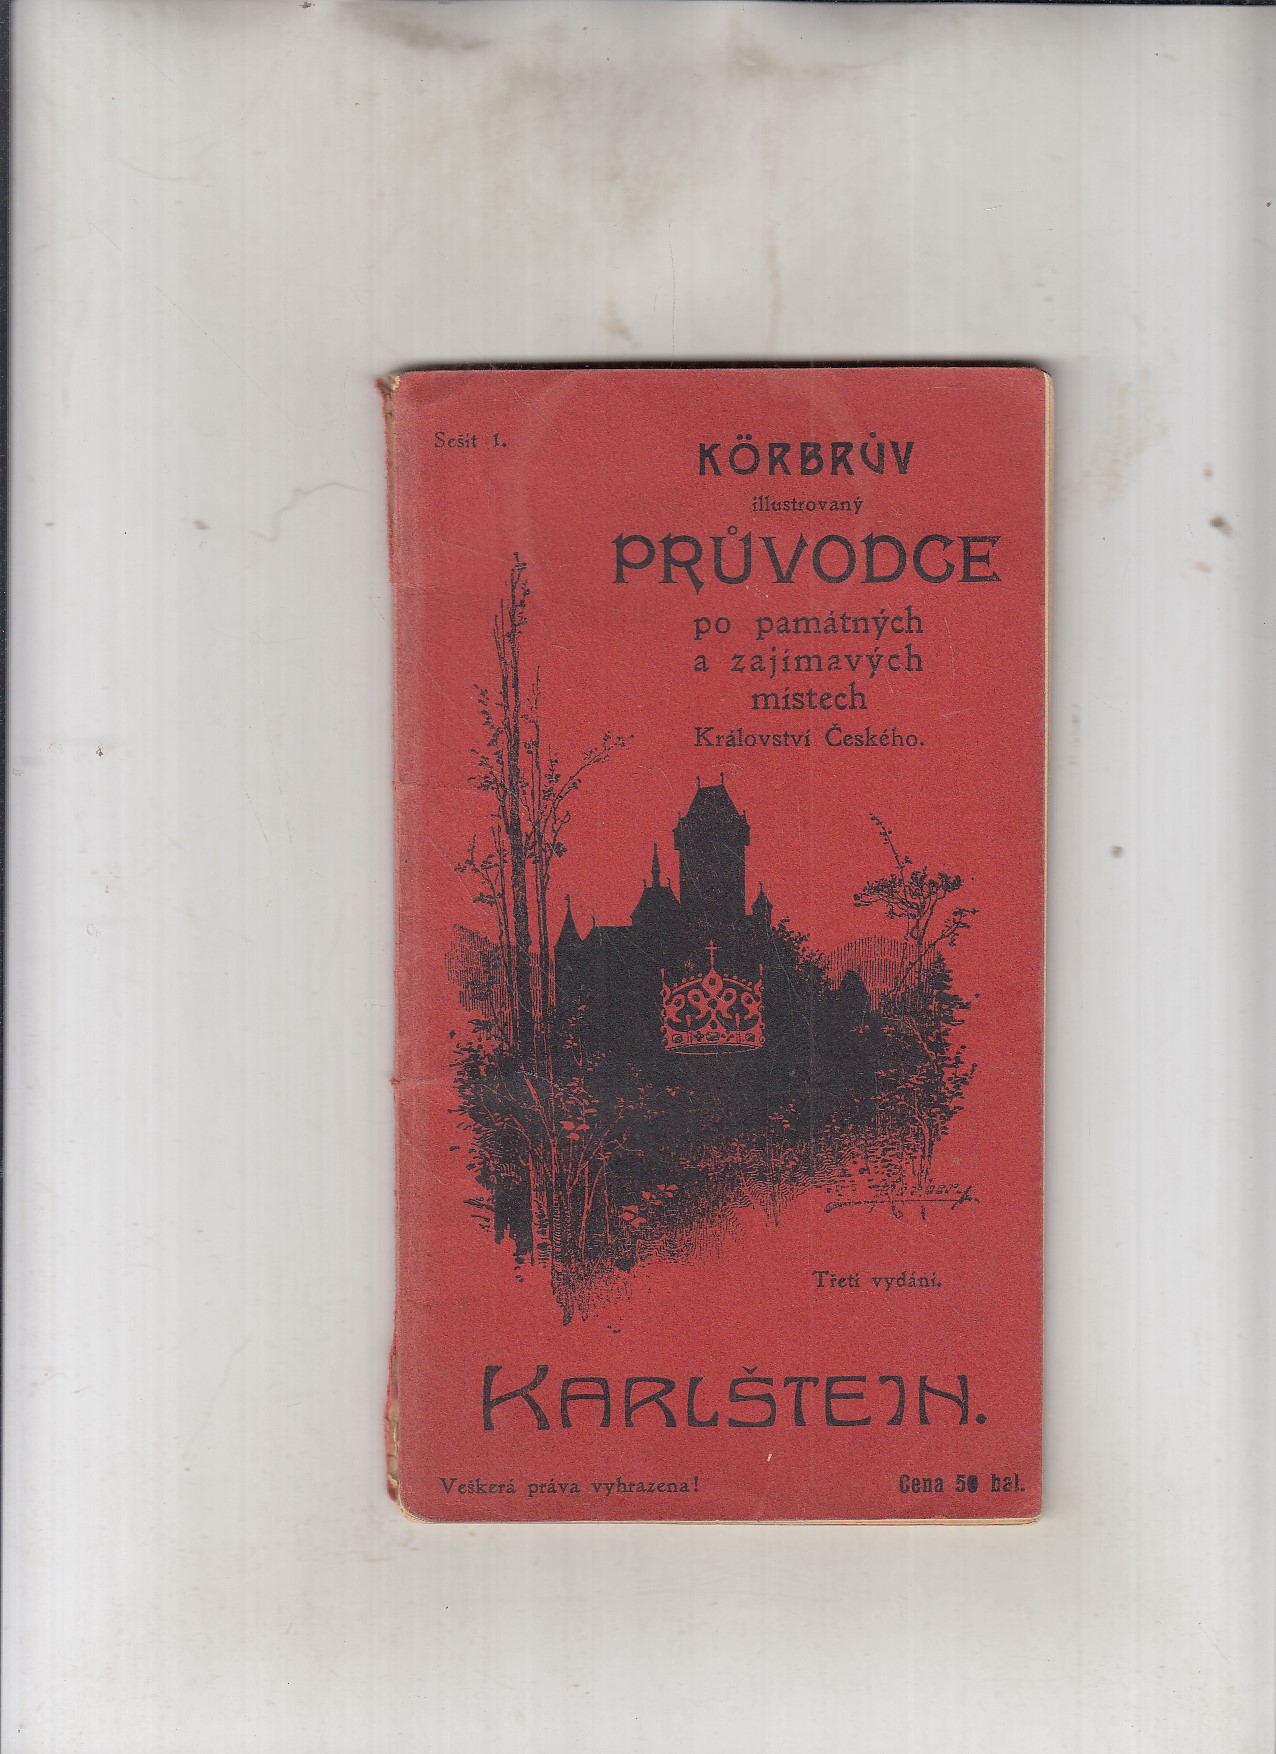 Sešit 1.
KÖRBRŮV
illustrovaný
PRŮVODCE
po památných
a zajímavých
místech
Království Českého.
Třetí vydání.
KARLŠTEJN.
Veškerá práva vyhrazena!
Cena 50 hal.